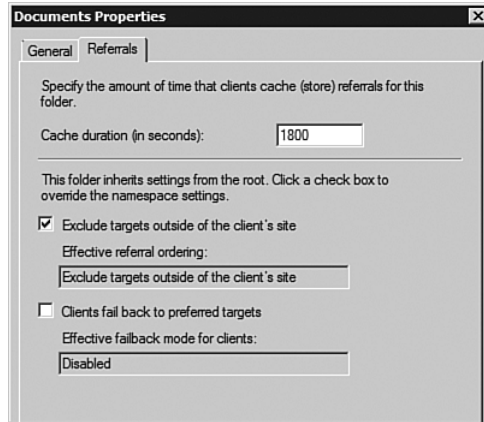 Documents Properties
General
Referrals
Specify the amount of time that clients cache (store) referrals for this
folder.
Cache duration (in seconds):
1800
This folder inherits settings from the root. Click a check box to
override the namespace settings.
Exclude targets outside of the client's site
Effective referral ordering:
Exclude targets outside of the client's site
Clients fail back to preferred targets
Effective failback mode for clients:
Disabled